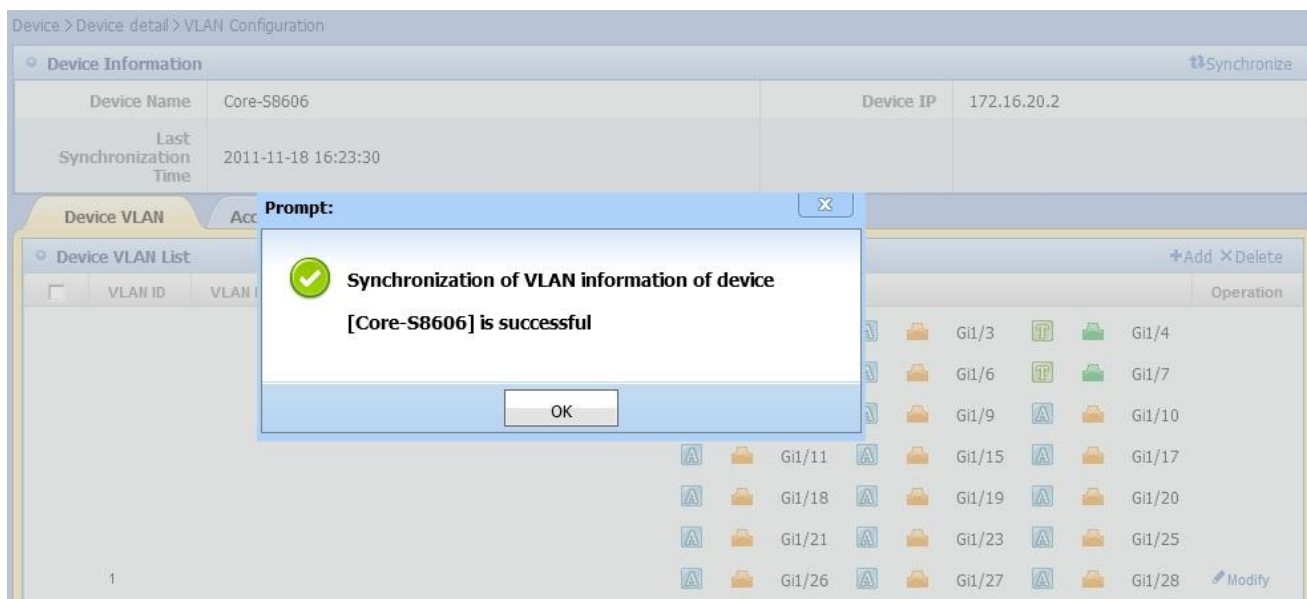 Device > Device detail > VLAN Configuration
Device Information Synchronize
Device Name Core-S8606 Device IP 172.16.20.2
Last
Synchronization
Time
2011-11-18 16:23:30
Device VLAN
Prompt:
Device VLAN List Add Delete
VLAN ID VLAN Operation
Synchronization of VLAN information of device
[Core-S8606] is successful
OK
A Gi1/3 T Gi1/4
A Gi1/6 T Gi1/7
A Gi1/9 A Gi1/10
A Gi1/11 A Gi1/15 A Gi1/17
A Gi1/18 A Gi1/19 A Gi1/20
A Gi1/21 A Gi1/23 A Gi1/25
1 A Gi1/26 A Gi1/27 A Gi1/28 Modify